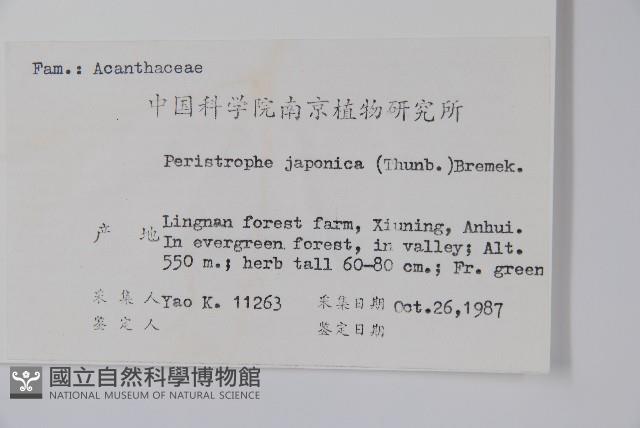 Fam.: Acanthaceae
中国科学院南京植物研究所
Peristrophe japonica (Thunb.)Bremek.
产 地 Lingnan forest farm, Xiuning, Anhui.
In evergreen forest, in valley; Alt.
550 m.; herb tall 60-80 cm.; Fr. green
采集人 Yao K. 11263 采集日期 Oct.26,1987
鉴定人 鉴定日期
國立自然科學博物館
NATIONAL MUSEUM OF NATURAL SCIENCE